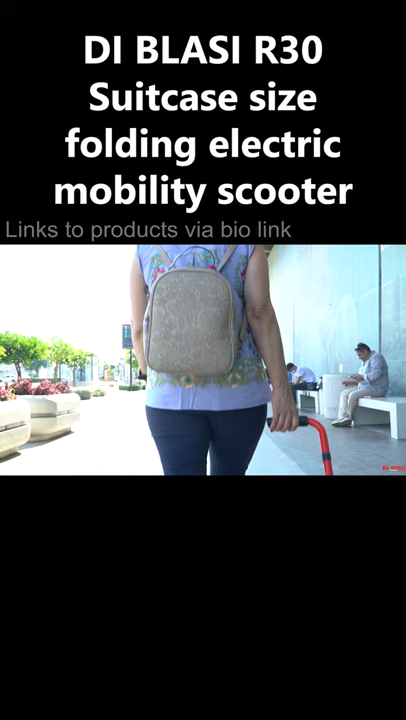 DI BLASI R30
Suitcase size
folding electric
mobility scooter
Links to products via bio link